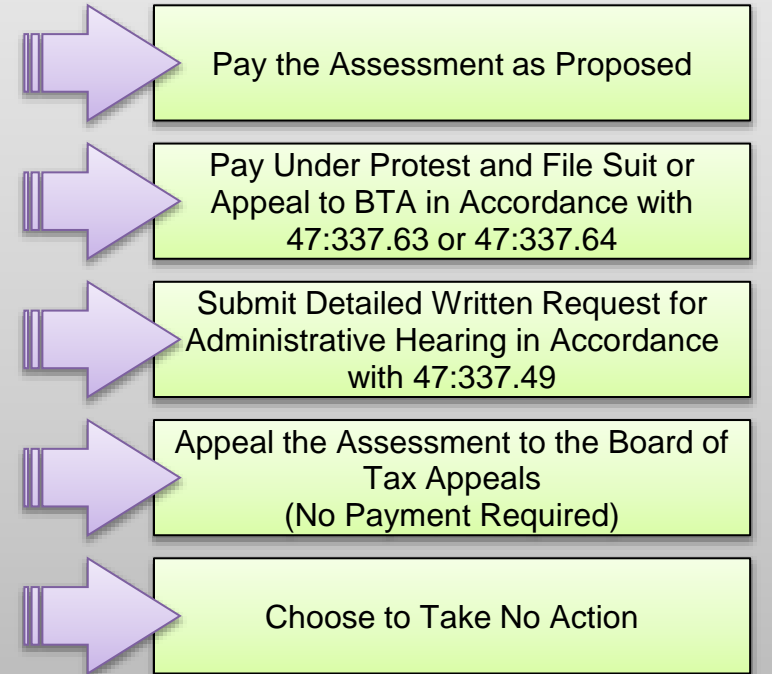 Pay the Assessment as Proposed
Pay Under Protest and File Suit or
Appeal to BTA in Accordance with
47:337.63 or 47:337.64
Submit Detailed Written Request for
Administrative Hearing in Accordance
with 47:337.49
Appeal the Assessment to the Board of
Tax Appeals
(No Payment Required)
Choose to Take No Action